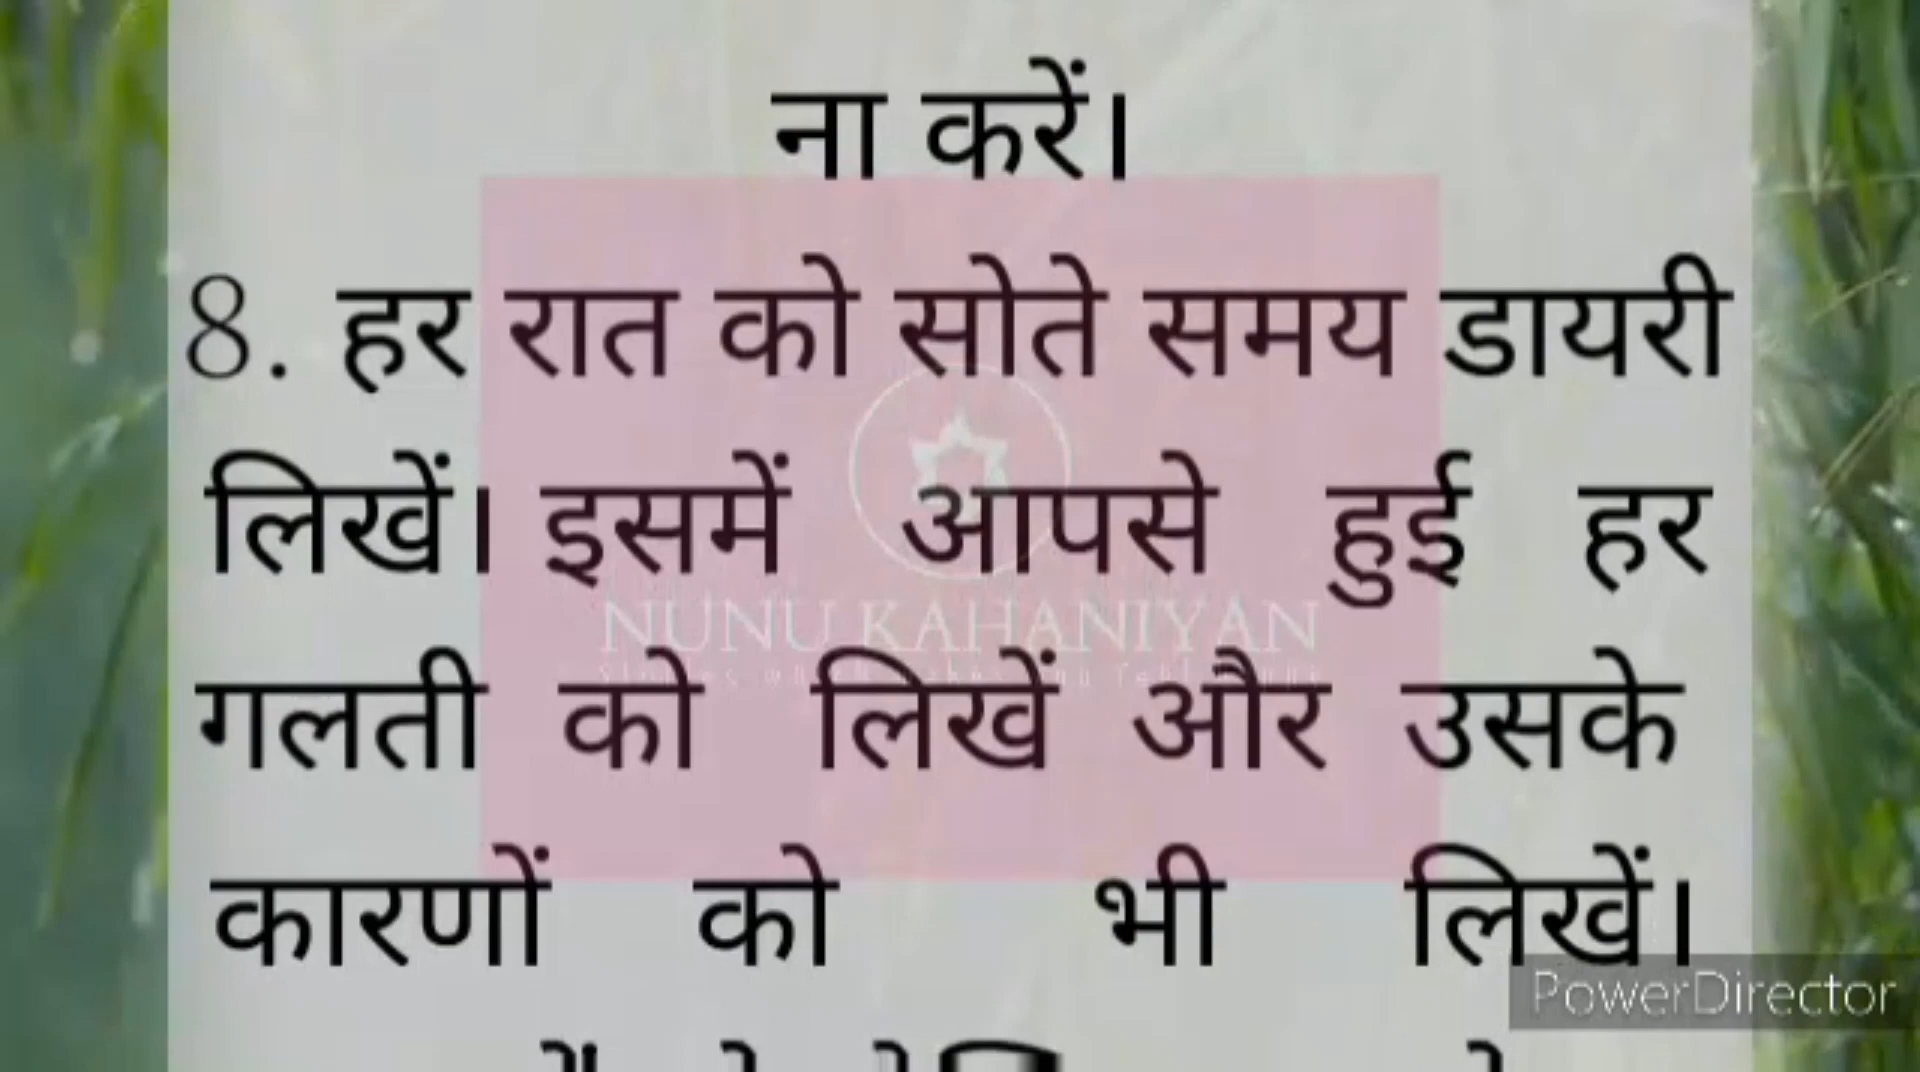 ना करें।
8. हर रात को सोते समय डायरी
लिखें। इसमें आपसे हुई हर
NUNU KAHANIYAN
गलती को लिखें और उसके
कारणों को भी लिखें।
PowerDirector